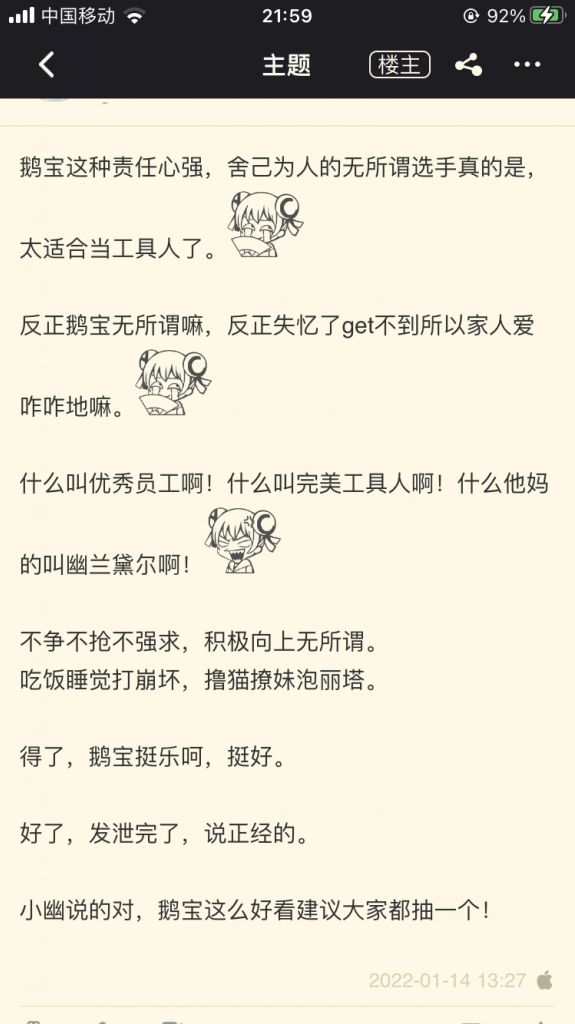 中国移动 21:59 92%
主题 楼主
鹅宝这种责任心强，舍己为人的无所谓选手真的是，
太适合当工具人了。
反正鹅宝无所谓嘛，反正失忆了get不到所以家人爱
咋咋地嘛。
什么叫优秀员工啊！什么叫完美工具人啊！什么他妈
的叫幽兰黛尔啊！
不争不抢不强求，积极向上无所谓。
吃饭睡觉打崩坏，撸猫撩妹泡丽塔。
得了，鹅宝挺乐呵，挺好。
好了，发泄完了，说正经的。
小幽说的对，鹅宝这么好看建议大家都抽一个！
2022-01-14 13:27